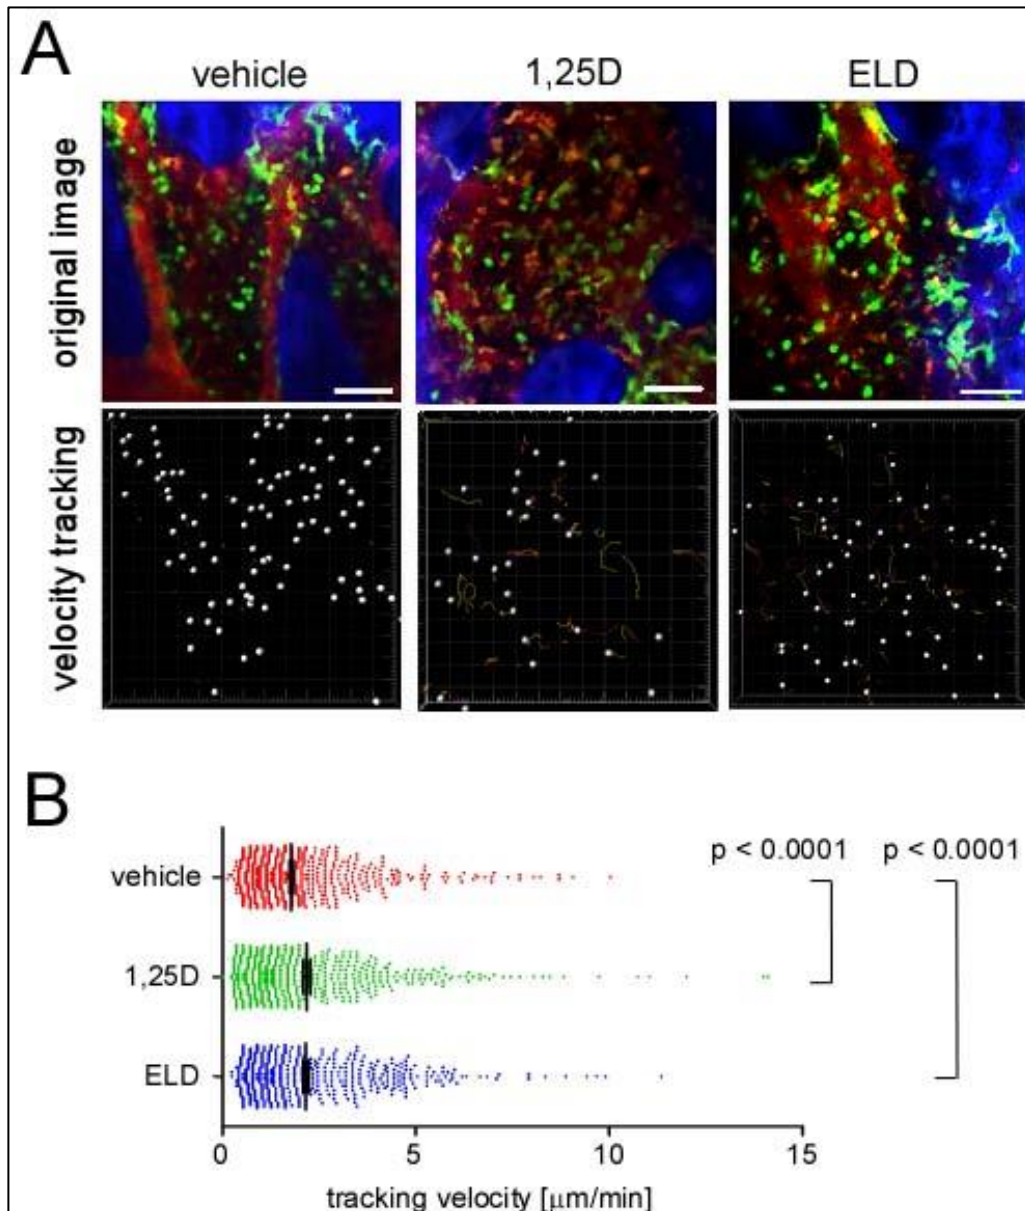 A
vehicle 1,25D ELD
original image
velocity tracking
B
p < 0.0001 p < 0.0001
vehicle
1,25D
ELD
0 5 10 15
tracking velocity [μm/min]